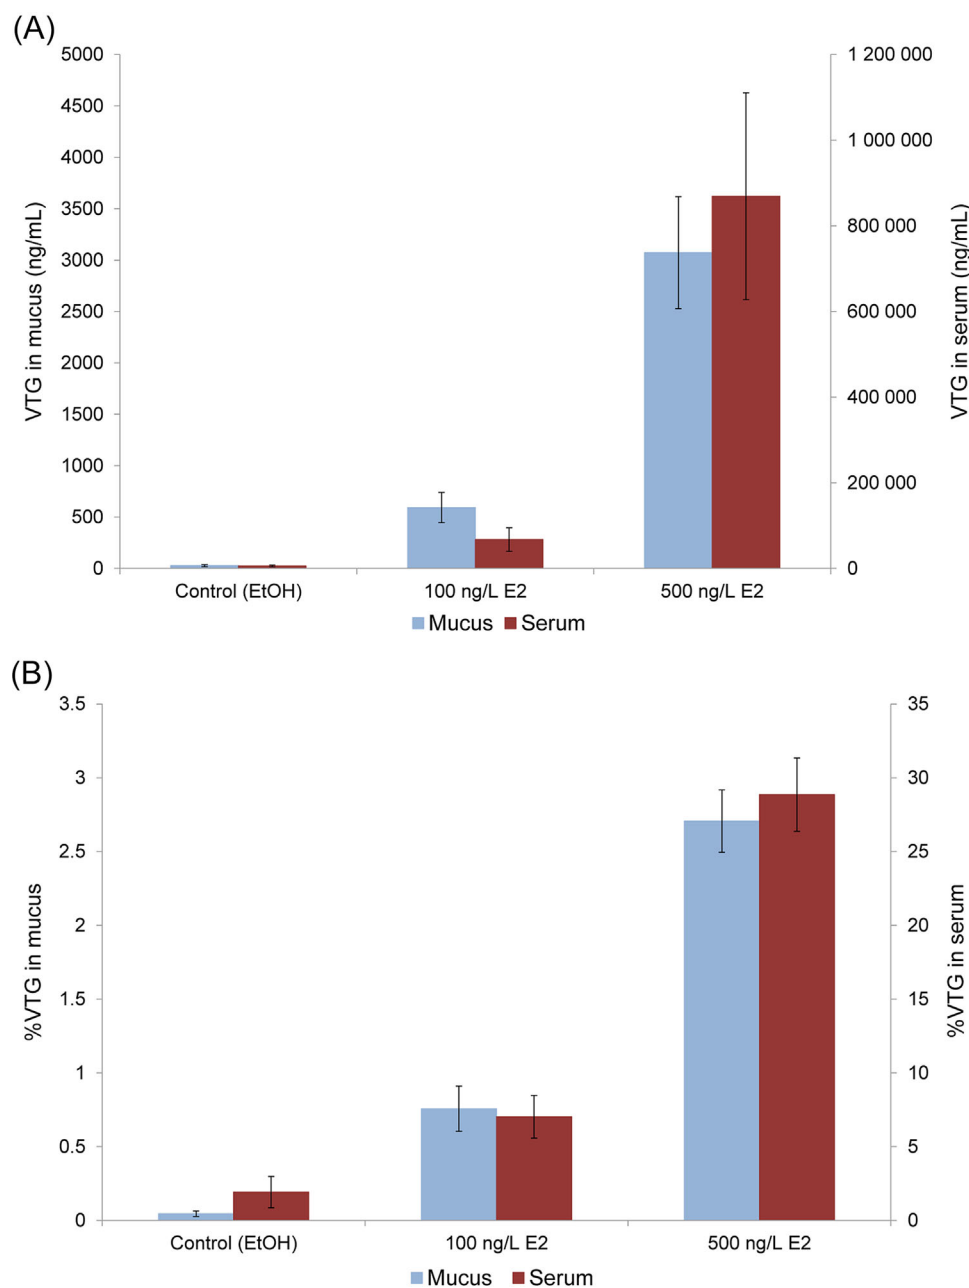 (A)
VTG in mucus (ng/mL)
5000
4500
4000
3500
3000
2500
2000
1500
1000
500
0
1 200 000
1 000 000
800 000
600 000
400 000
200 000
0
VTG in serum (ng/mL)
Control (EtOH) 100 ng/L E2 500 ng/L E2
Mucus Serum
(B)
%VTG in mucus
3.5
3
2.5
2
1.5
1
0.5
0
35
30
25
20
15
10
5
0
%VTG in serum
Control (EtOH) 100 ng/L E2 500 ng/L E2
Mucus Serum